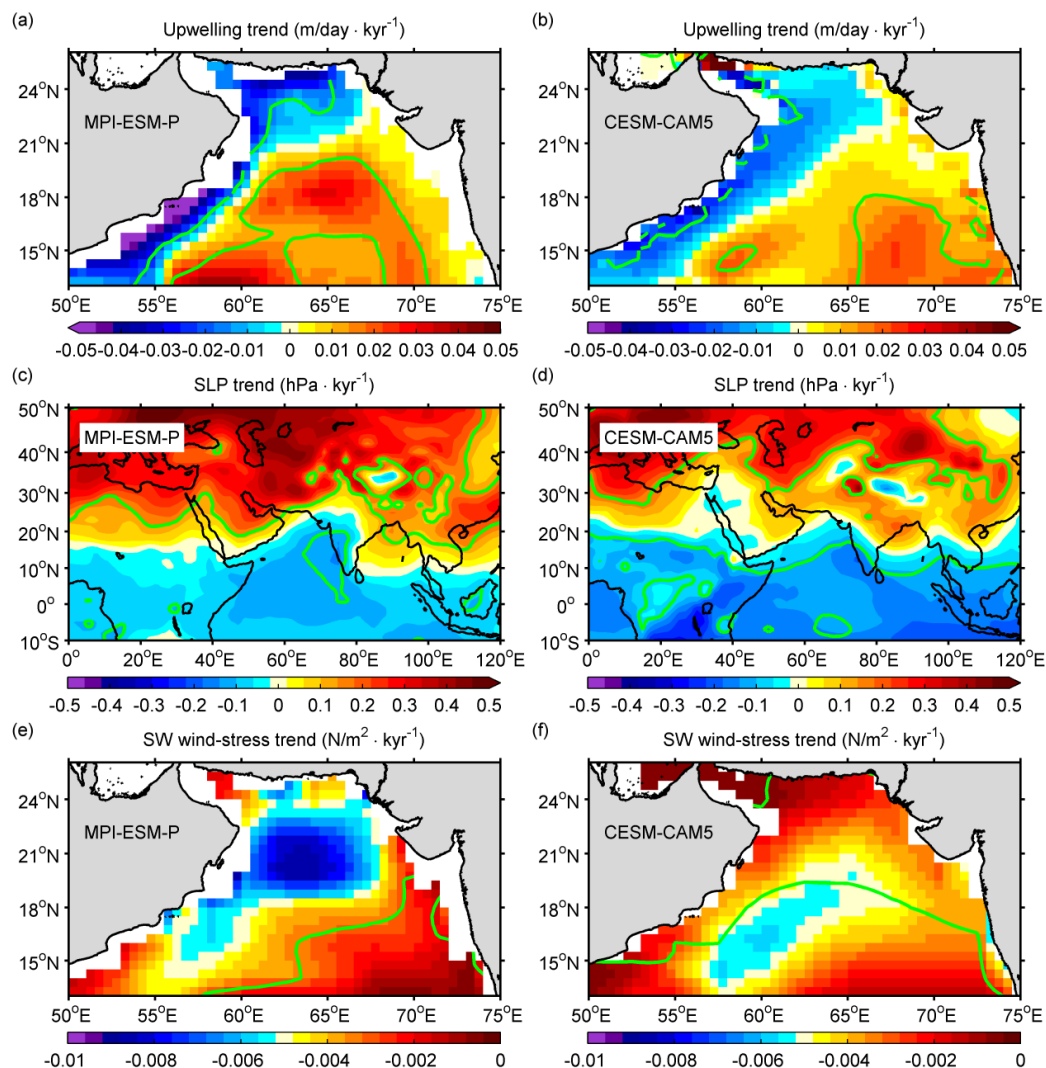 (a)
Upwelling trend (m/day · kyr⁻¹)
24°N
21°N
18°N
15°N
MPI-ESM-P
50°E 55°E 60°E 65°E 70°E 75°E
-0.05 -0.04 -0.03 -0.02 -0.01 0 0.01 0.02 0.03 0.04 0.05
(b)
Upwelling trend (m/day · kyr⁻¹)
24°N
21°N
18°N
15°N
CESM-CAM5
50°E 55°E 60°E 65°E 70°E 75°E
-0.05 -0.04 -0.03 -0.02 -0.01 0 0.01 0.02 0.03 0.04 0.05
(c)
SLP trend (hPa · kyr⁻¹)
50°N
40°N
30°N
20°N
10°N
0°
10°S
MPI-ESM-P
0° 20°E 40°E 60°E 80°E 100°E 120°E
-0.5 -0.4 -0.3 -0.2 -0.1 0 0.1 0.2 0.3 0.4 0.5
(d)
SLP trend (hPa · kyr⁻¹)
50°N
40°N
30°N
20°N
10°N
0°
10°S
CESM-CAM5
0° 20°E 40°E 60°E 80°E 100°E 120°E
-0.5 -0.4 -0.3 -0.2 -0.1 0 0.1 0.2 0.3 0.4 0.5
(e)
SW wind-stress trend (N/m² · kyr⁻¹)
24°N
21°N
18°N
15°N
MPI-ESM-P
50°E 55°E 60°E 65°E 70°E 75°E
-0.01 -0.008 -0.006 -0.004 -0.002 0
(f)
SW wind-stress trend (N/m² · kyr⁻¹)
24°N
21°N
18°N
15°N
CESM-CAM5
50°E 55°E 60°E 65°E 70°E 75°E
-0.01 -0.008 -0.006 -0.004 -0.002 0